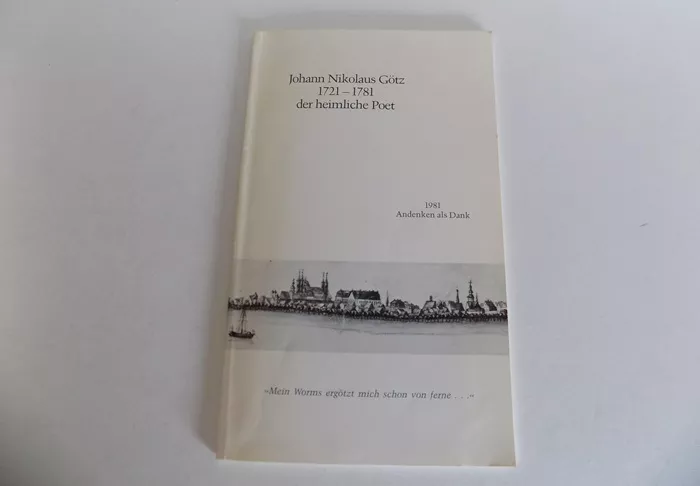 Johann Nikolaus Götz
1721 – 1781
der heimliche Poet
1981
Andenken als Dank
»Mein Worms ergötzt mich schon von ferne . . .«